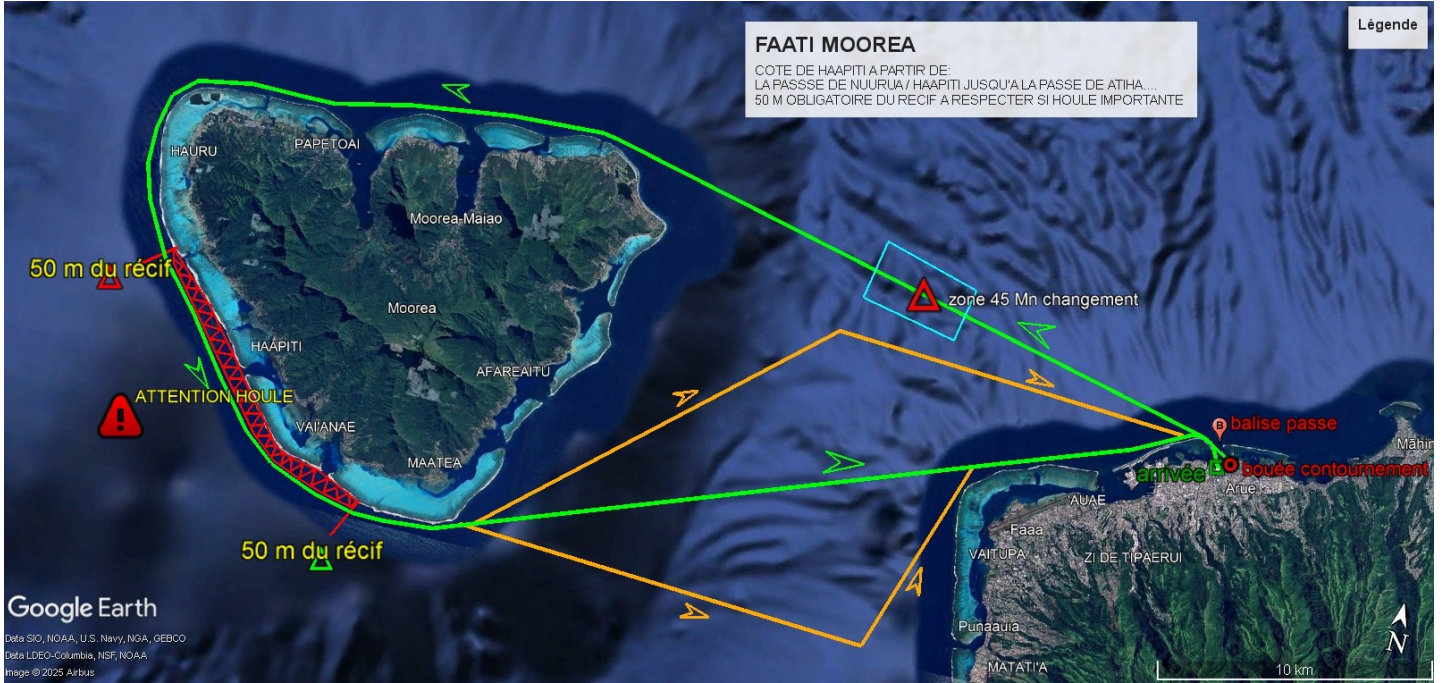 Légende
FAATI MOOREA
COTE DE HAAPITI A PARTIR DE:
LA PASSSE DE NUURUA / HAAPITI JUSQU'A LA PASSE DE ATIHA....
50 M OBLIGATOIRE DU RECIF A RESPECTER SI HOULE IMPORTANTE
HAURU
PAPETOAI
Moorea-Maiao
50 m du récif
zone 45 Mn changement
Moorea
HAAPITI
AFAREAITU
ATTENTION HOULE
VAI'ANAE
MAATEA
B
balise passe
Māhin
arrivée
bouée contournement
Arue
AUAE
Faaa
VAITUPA
ZI DE TIPAERUI
50 m du récif
Punaauia
MATATI'A
N
10 km
Google Earth
Data SIO, NOAA, U.S. Navy, NGA, GEBCO
Data LDEO-Columbia, NSF, NOAA
Image © 2025 Airbus